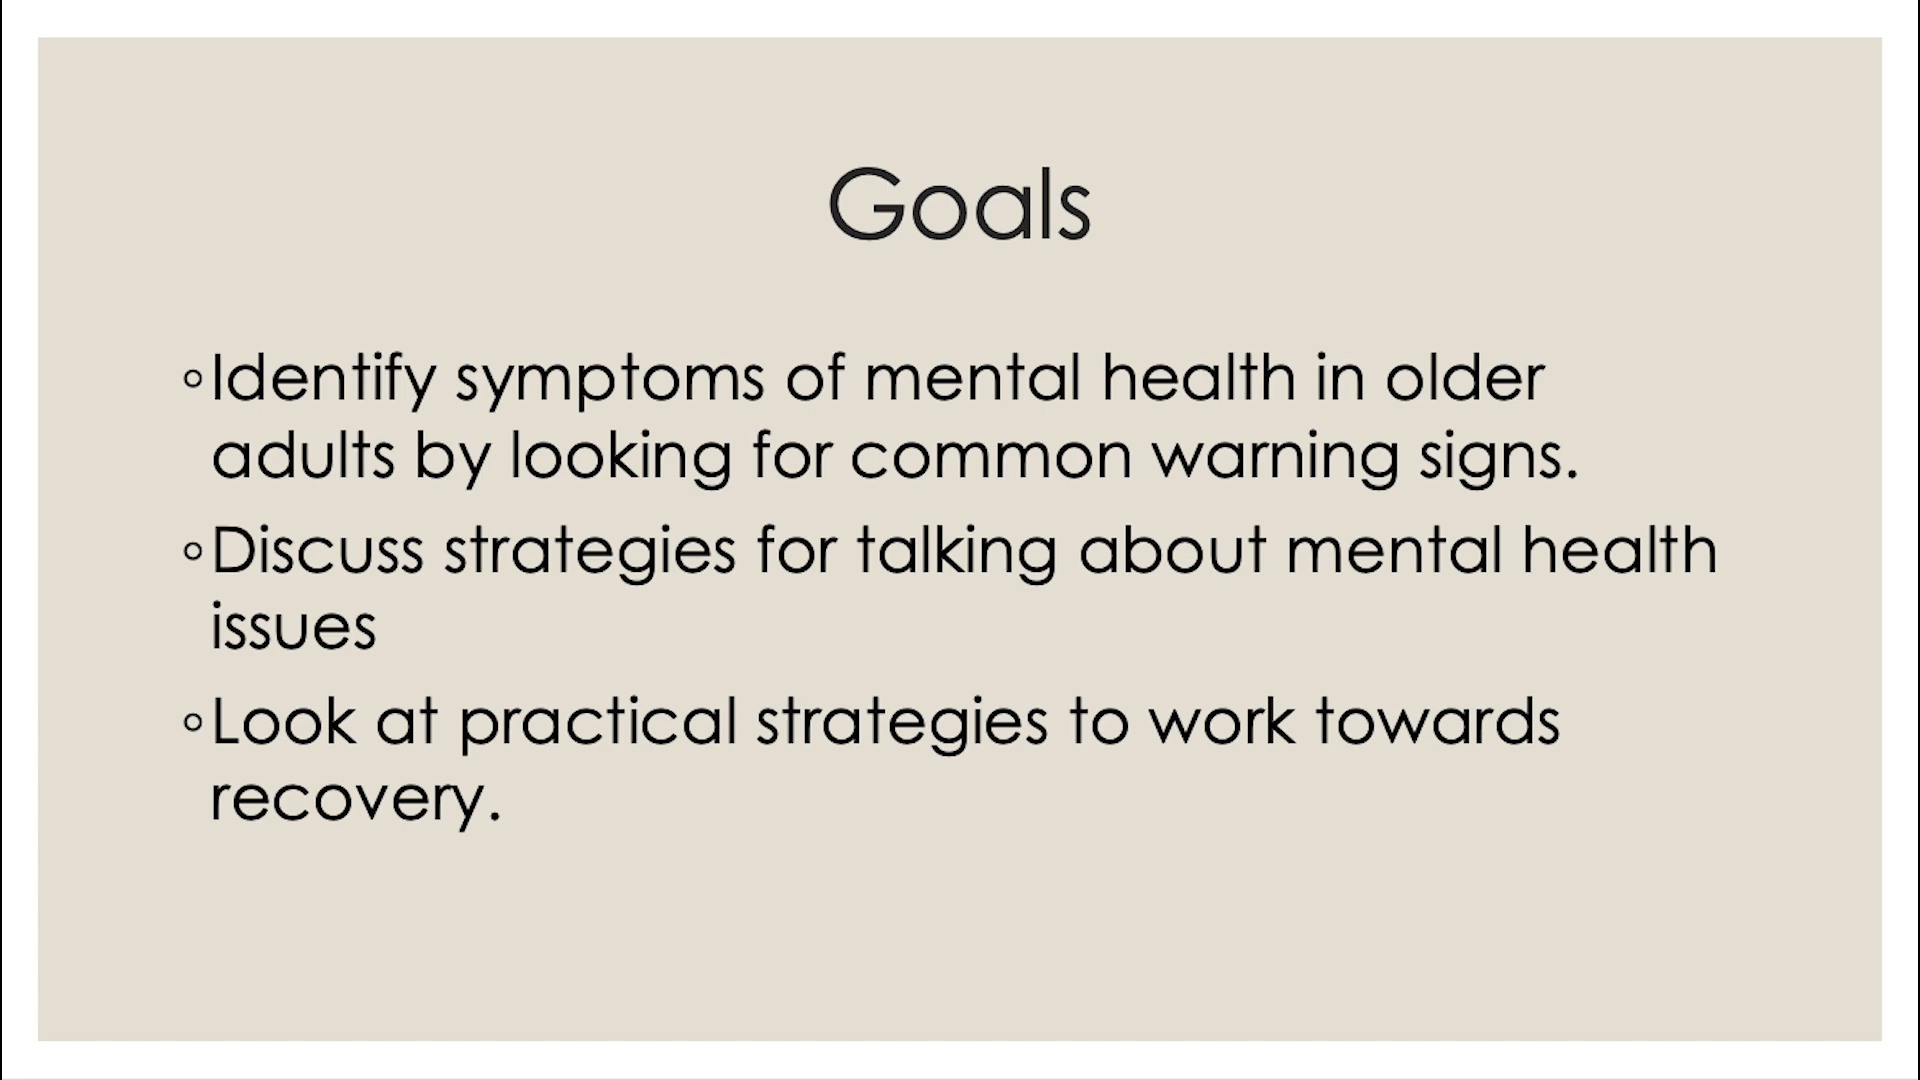 Goals
◦Identify symptoms of mental health in older
adults by looking for common warning signs.
◦Discuss strategies for talking about mental health
issues
◦Look at practical strategies to work towards
recovery.